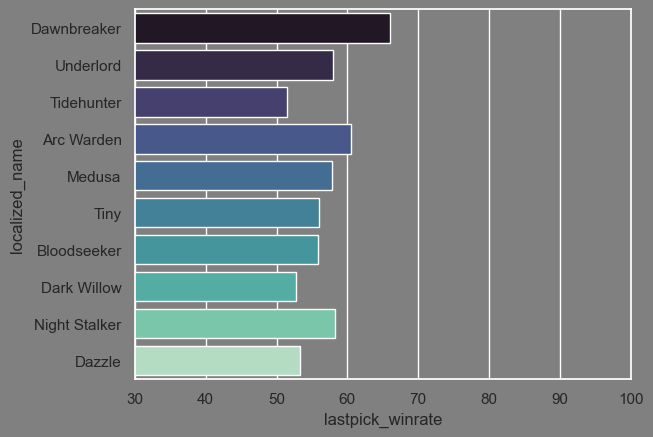 localized_name
Dawnbreaker
Underlord
Tidehunter
Arc Warden
Medusa
Tiny
Bloodseeker
Dark Willow
Night Stalker
Dazzle
30 40 50 60 70 80 90 100
lastpick_winrate